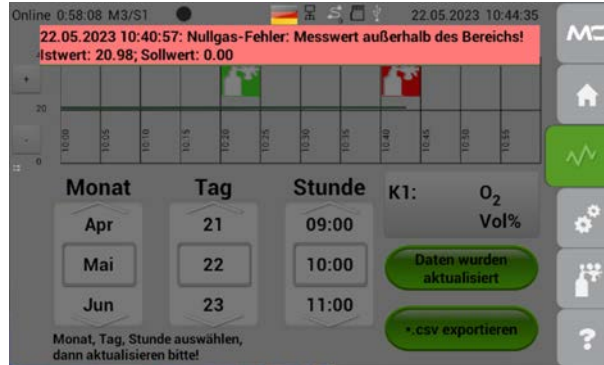 Online 0:58:08 M3/S1 22.05.2023 10:44:35
22.05.2023 10:40:57: Nullgas-Fehler: Messwert außerhalb des Bereichs!
Istwert: 20.98; Sollwert: 0.00
MC
+
20
-
0
10:00 10:05 10:10 10:15 10:20 10:25 10:30 10:35 10:40 10:45 10:50 10:55
Monat Tag Stunde
K1: O2
Vol%
Apr 21 09:00
Mai 22 10:00
Jun 23 11:00
Daten wurden
aktualisiert
*.csv exportieren
Monat, Tag, Stunde auswählen,
dann aktualisieren bitte!
?